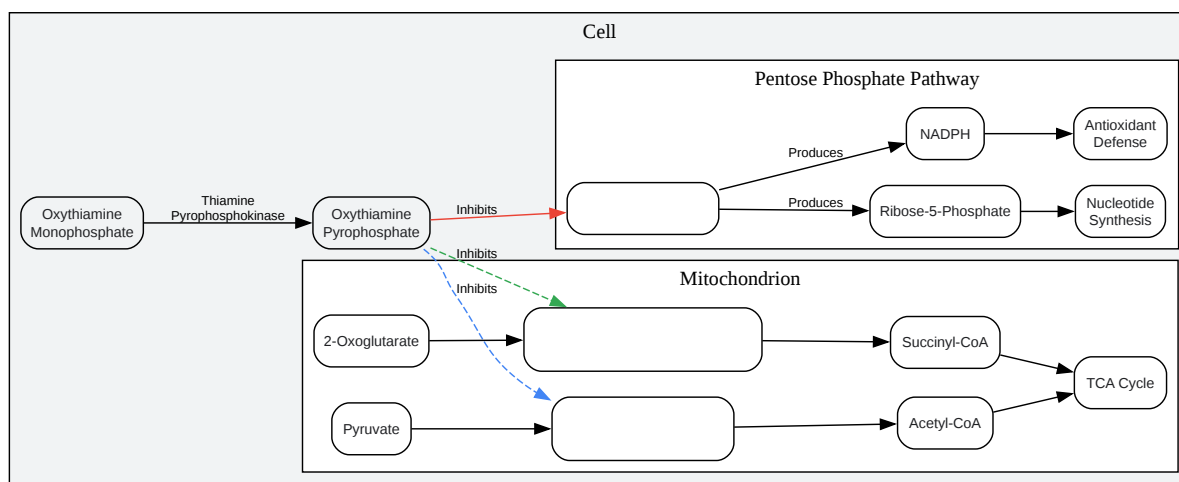 Cell
Pentose Phosphate Pathway
NADPH
Antioxidant
Defense
Produces
Thiamine
Pyrophosphokinase
Oxythiamine
Monophosphate
Oxythiamine
Pyrophosphate
Inhibits
Produces
Ribose-5-Phosphate
Nucleotide
Synthesis
Inhibits
Mitochondrion
Inhibits
2-Oxoglutarate
Succinyl-CoA
TCA Cycle
Pyruvate
Acetyl-CoA